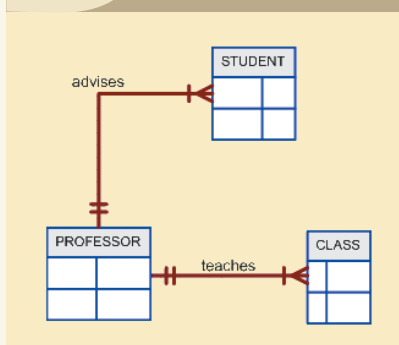 STUDENT
advises
PROFESSOR
teaches
CLASS